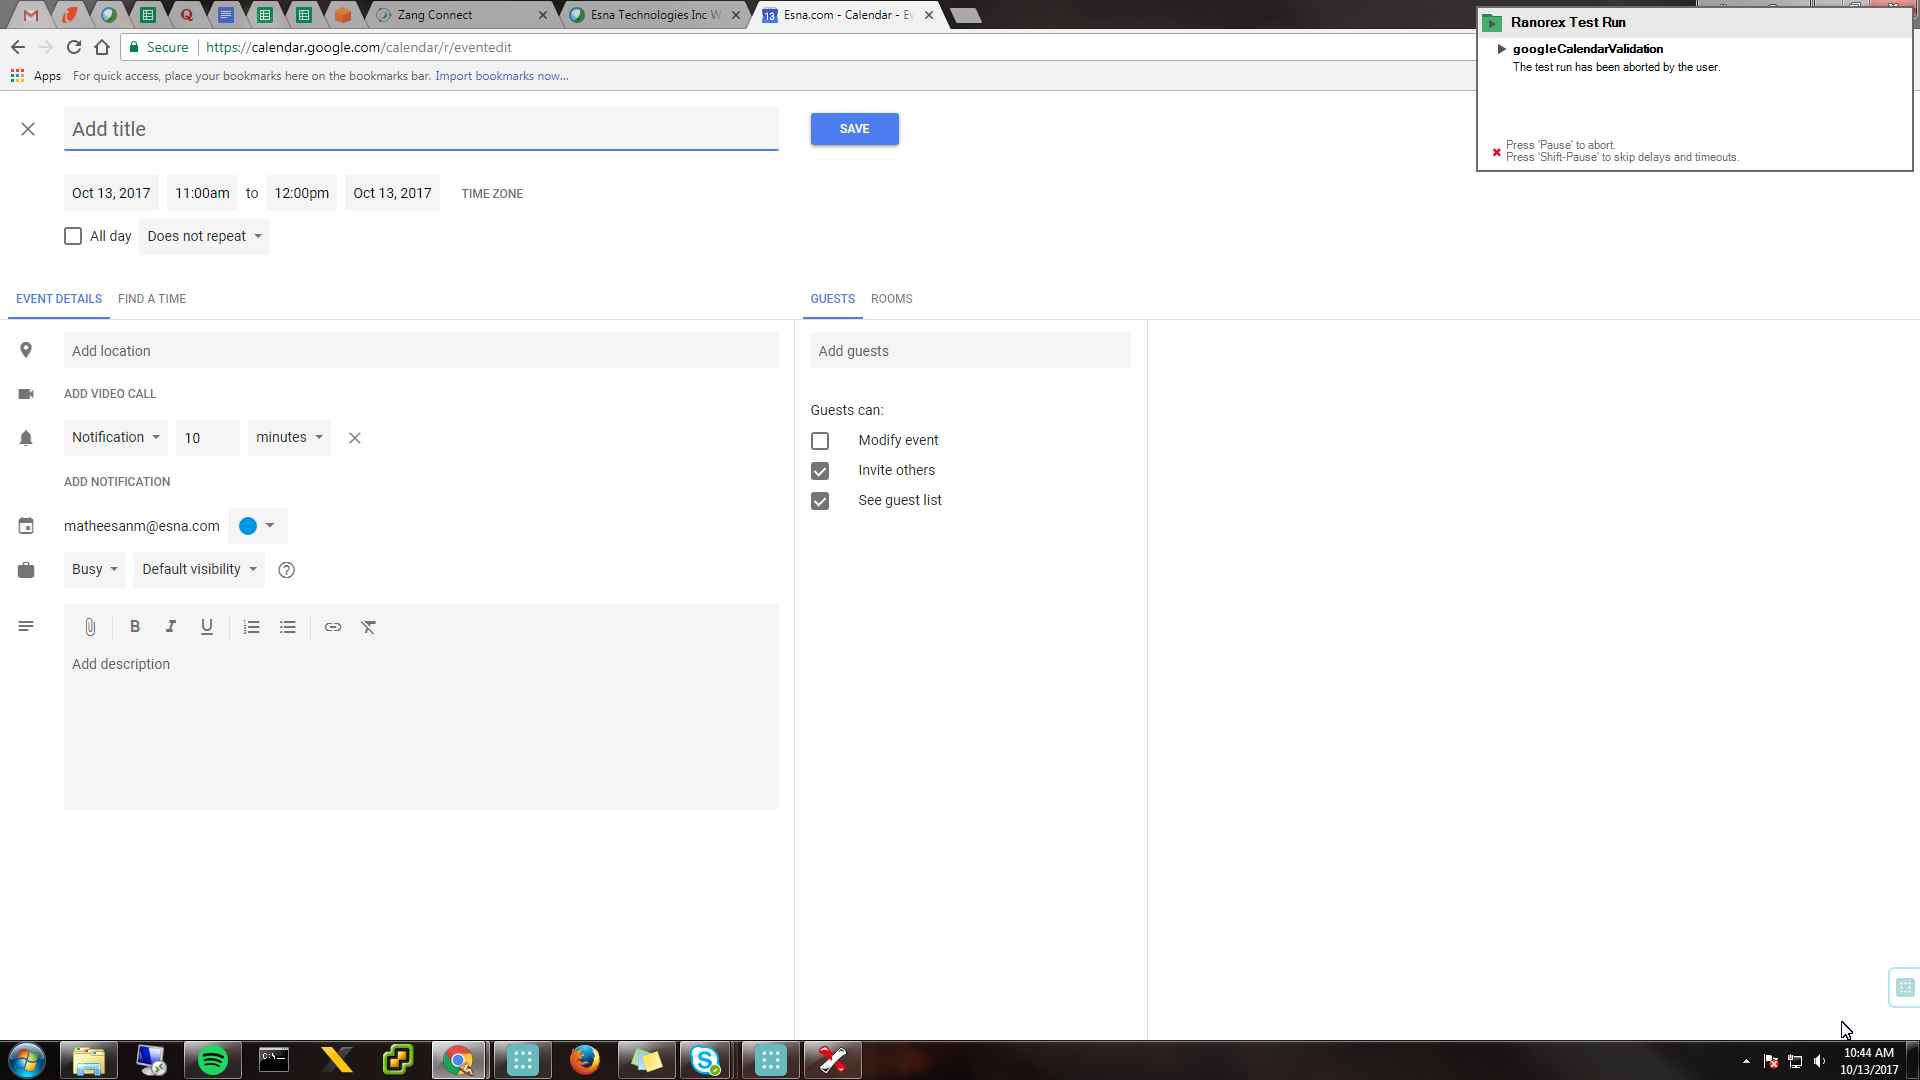 Zang Connect
Esna Technologies Inc W
13 Esna.com - Calendar - Ev
Secure https://calendar.google.com/calendar/r/eventedit
Apps For quick access, place your bookmarks here on the bookmarks bar. Import bookmarks now...
Ranorex Test Run
googleCalendarValidation
The test run has been aborted by the user.
Press 'Pause' to abort.
Press 'Shift-Pause' to skip delays and timeouts.
Add title
SAVE
Oct 13, 2017 11:00am to 12:00pm Oct 13, 2017 TIME ZONE
All day Does not repeat
EVENT DETAILS FIND A TIME
GUESTS ROOMS
Add location
ADD VIDEO CALL
Notification 10 minutes
ADD NOTIFICATION
matheesanm@esna.com
Busy Default visibility
B I U
Add description
Add guests
Guests can:
Modify event
Invite others
See guest list
C:\
10:44 AM
10/13/2017